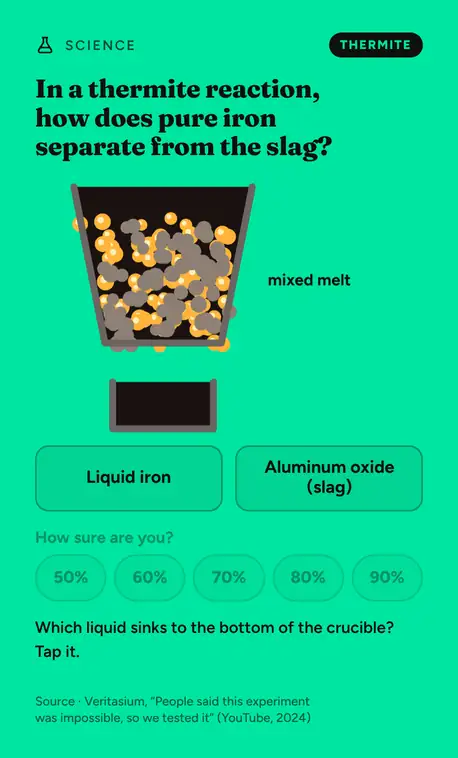 SCIENCE
THERMITE
In a thermite reaction,
how does pure iron
separate from the slag?
mixed melt
Liquid iron
Aluminum oxide
(slag)
How sure are you?
50%
60%
70%
80%
90%
Which liquid sinks to the bottom of the crucible?
Tap it.
Source · Veritasium, “People said this experiment
was impossible, so we tested it” (YouTube, 2024)